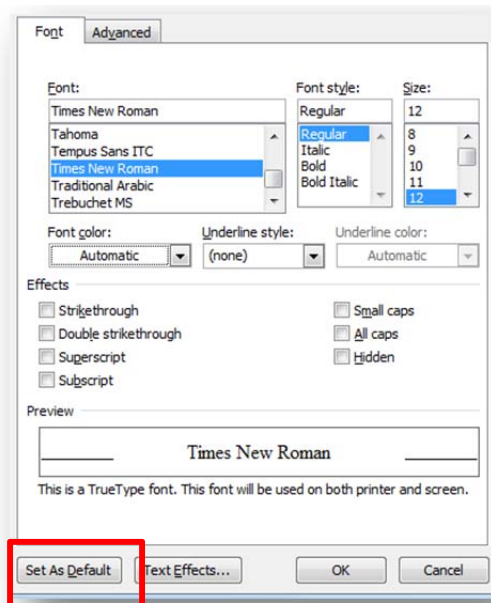 Font Advanced
Font: Font style: Size:
Times New Roman Regular 12
Tahoma Regular 8
Tempus Sans ITC Italic 9
Times New Roman Bold 10
Traditional Arabic Bold Italic 11
Trebuchet MS 12
Font color: Underline style: Underline color:
Automatic (none) Automatic
Effects
Strikethrough Small caps
Double strikethrough All caps
Superscript Hidden
Subscript
Preview
Times New Roman
This is a TrueType font. This font will be used on both printer and screen.
Set As Default Text Effects... OK Cancel